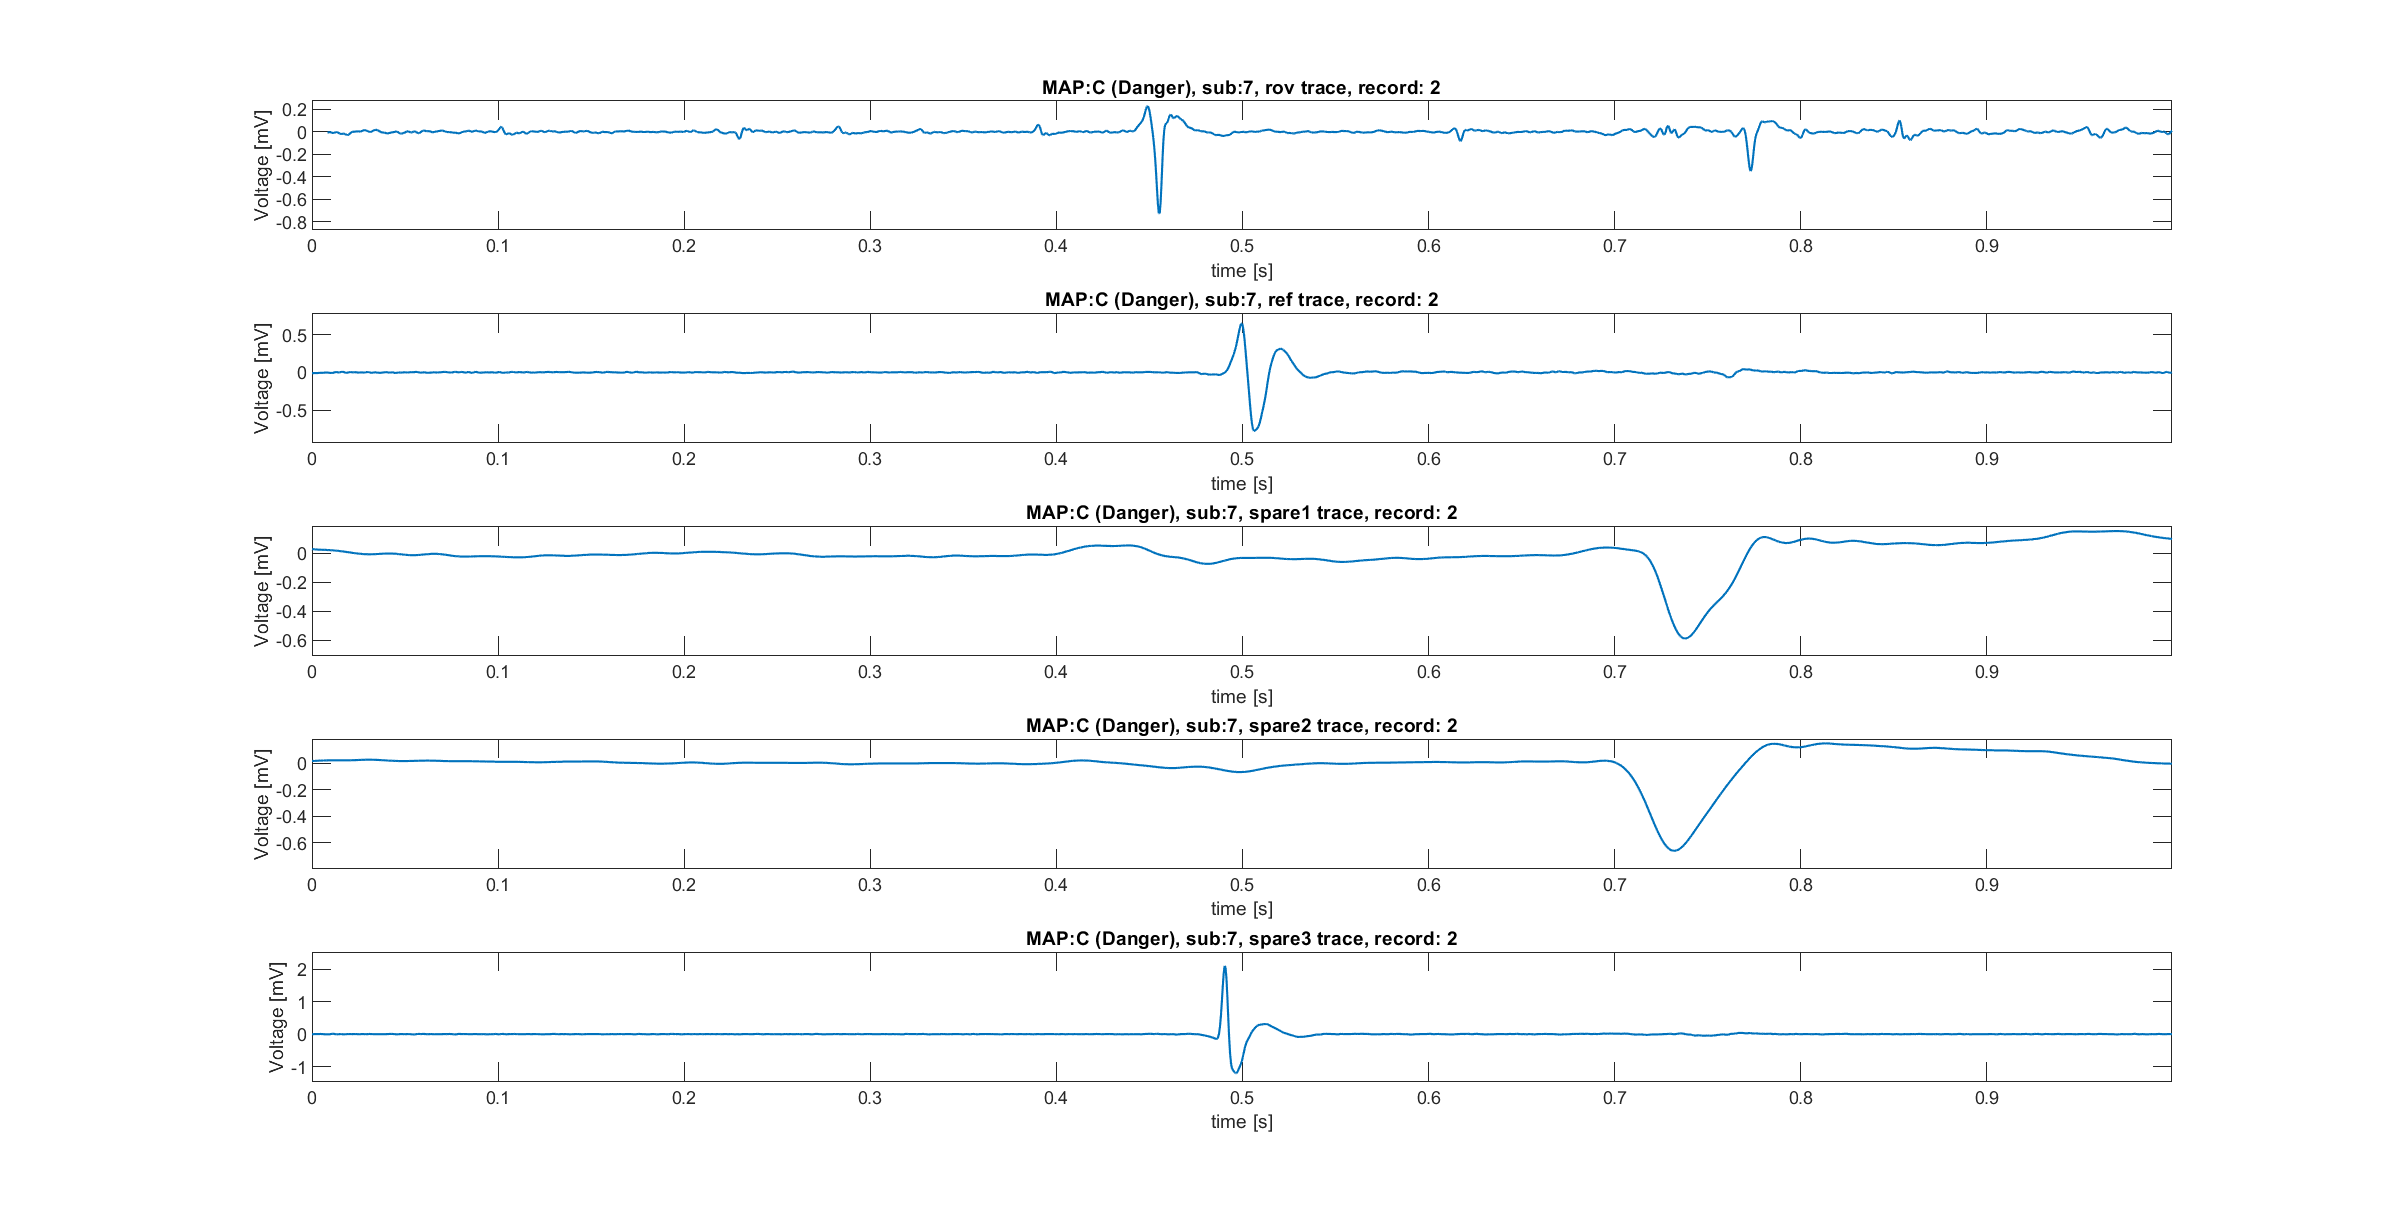 MAP:C (Danger), sub:7, rov trace, record: 2
Voltage [mV]
0.2
0
-0.2
-0.4
-0.6
-0.8
0 0.1 0.2 0.3 0.4 0.5 0.6 0.7 0.8 0.9
time [s]
MAP:C (Danger), sub:7, ref trace, record: 2
Voltage [mV]
0.5
0
-0.5
0 0.1 0.2 0.3 0.4 0.5 0.6 0.7 0.8 0.9
time [s]
MAP:C (Danger), sub:7, spare1 trace, record: 2
Voltage [mV]
0
-0.2
-0.4
-0.6
0 0.1 0.2 0.3 0.4 0.5 0.6 0.7 0.8 0.9
time [s]
MAP:C (Danger), sub:7, spare2 trace, record: 2
Voltage [mV]
0
-0.2
-0.4
-0.6
0 0.1 0.2 0.3 0.4 0.5 0.6 0.7 0.8 0.9
time [s]
MAP:C (Danger), sub:7, spare3 trace, record: 2
Voltage [mV]
2
1
0
-1
0 0.1 0.2 0.3 0.4 0.5 0.6 0.7 0.8 0.9
time [s]